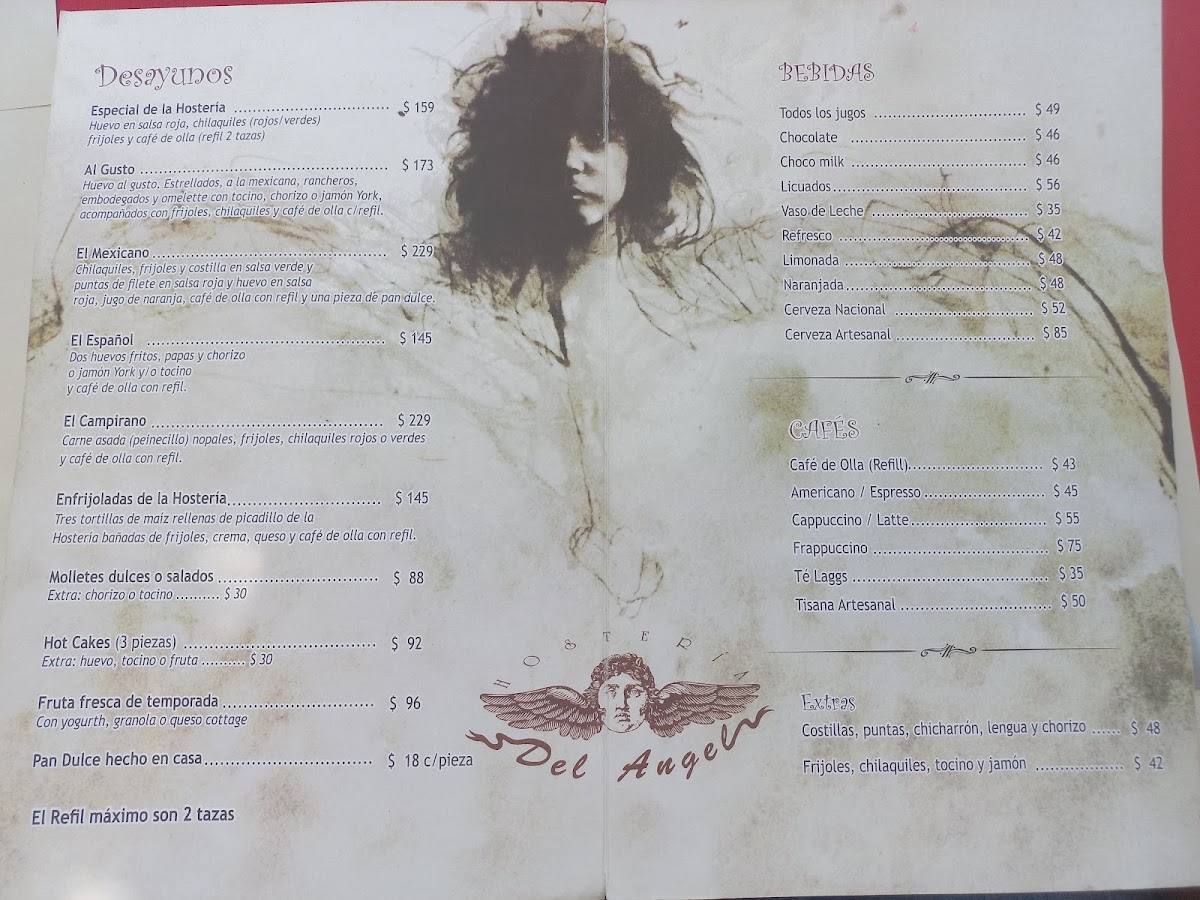 Desayunos
Especial de la Hostería ................................ $ 159
Huevo en salsa roja, chilaquiles (rojos/verdes)
frijoles y café de olla (refil 2 tazas)
Al Gusto ................................ $ 173
Huevo al gusto. Estrellados, a la mexicana, rancheros,
embodegados y omelette con tocino, chorizo o jamón York,
acompañados con frijoles, chilaquiles y café de olla c/refil.
El Mexicano ................................ $ 229
Chilaquiles, frijoles y costilla en salsa verde y
puntas de filete en salsa roja y huevo en salsa
roja, jugo de naranja, café de olla con refil y una pieza de pan dulce.
El Español ................................ $ 145
Dos huevos fritos, papas y chorizo
o jamón York y/o tocino
y café de olla con refil.
El Campirano ................................ $ 229
Carne asada (peinecillo) nopales, frijoles, chilaquiles rojos o verdes
y café de olla con refil.
Enfrijoladas de la Hostería ................................ $ 145
Tres tortillas de maíz rellenas de picadillo de la
Hostería bañadas de frijoles, crema, queso y café de olla con refil.
Molletes dulces o salados ................................ $ 88
Extra: chorizo o tocino .......... $ 30
Hot Cakes (3 piezas) ................................ $ 92
Extra: huevo, tocino o fruta .......... $ 30
Fruta fresca de temporada ................................ $ 96
Con yogurth, granola o queso cottage
Pan Dulce hecho en casa ................................ $ 18 c/pieza
El Refil máximo son 2 tazas
HOSTERÍA
Del Angel
BEBIDAS
Todos los jugos ................................ $ 49
Chocolate ................................ $ 46
Choco milk ................................ $ 46
Licuados ................................ $ 56
Vaso de Leche ................................ $ 35
Refresco ................................ $ 42
Limonada ................................ $ 48
Naranjada ................................ $ 48
Cerveza Nacional ................................ $ 52
Cerveza Artesanal ................................ $ 85
CAFÉS
Café de Olla (Refill) ................................ $ 43
Americano / Espresso ................................ $ 45
Cappuccino / Latte ................................ $ 55
Frappuccino ................................ $ 75
Té Laggs ................................ $ 35
Tisana Artesanal ................................ $ 50
Extras
Costillas, puntas, chicharrón, lengua y chorizo ...... $ 48
Frijoles, chilaquiles, tocino y jamón .................. $ 42